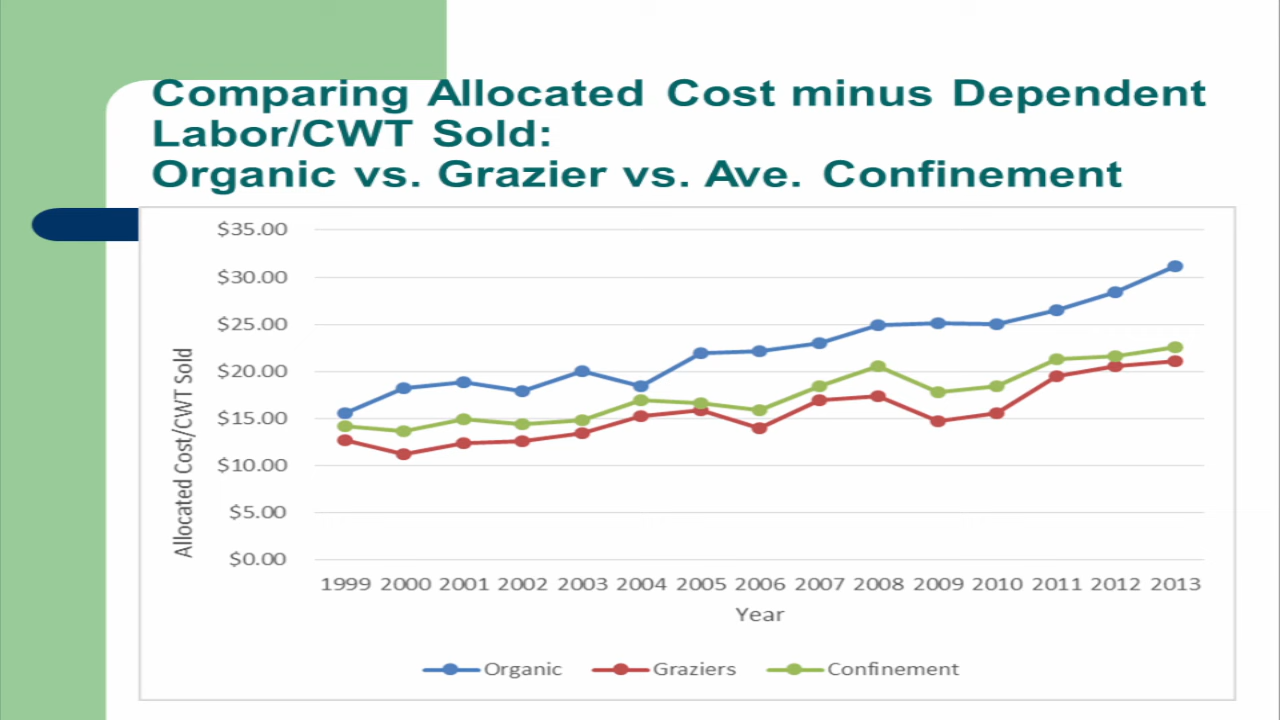 Comparing Allocated Cost minus Dependent
Labor/CWT Sold:
Organic vs. Grazier vs. Ave. Confinement
$35.00
$30.00
$25.00
$20.00
$15.00
$10.00
$5.00
$0.00
Allocated Cost/CWT Sold
1999 2000 2001 2002 2003 2004 2005 2006 2007 2008 2009 2010 2011 2012 2013
Year
Organic Graziers Confinement